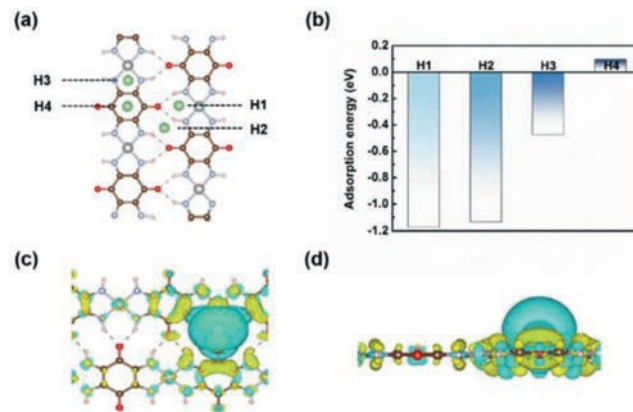 (a)
H3
H4
H1
H2
(b)
Adsorption energy (eV)
0.2
0.0
-0.2
-0.4
-0.6
-0.8
-1.0
-1.2
H1 H2 H3 H4
(c)
(d)